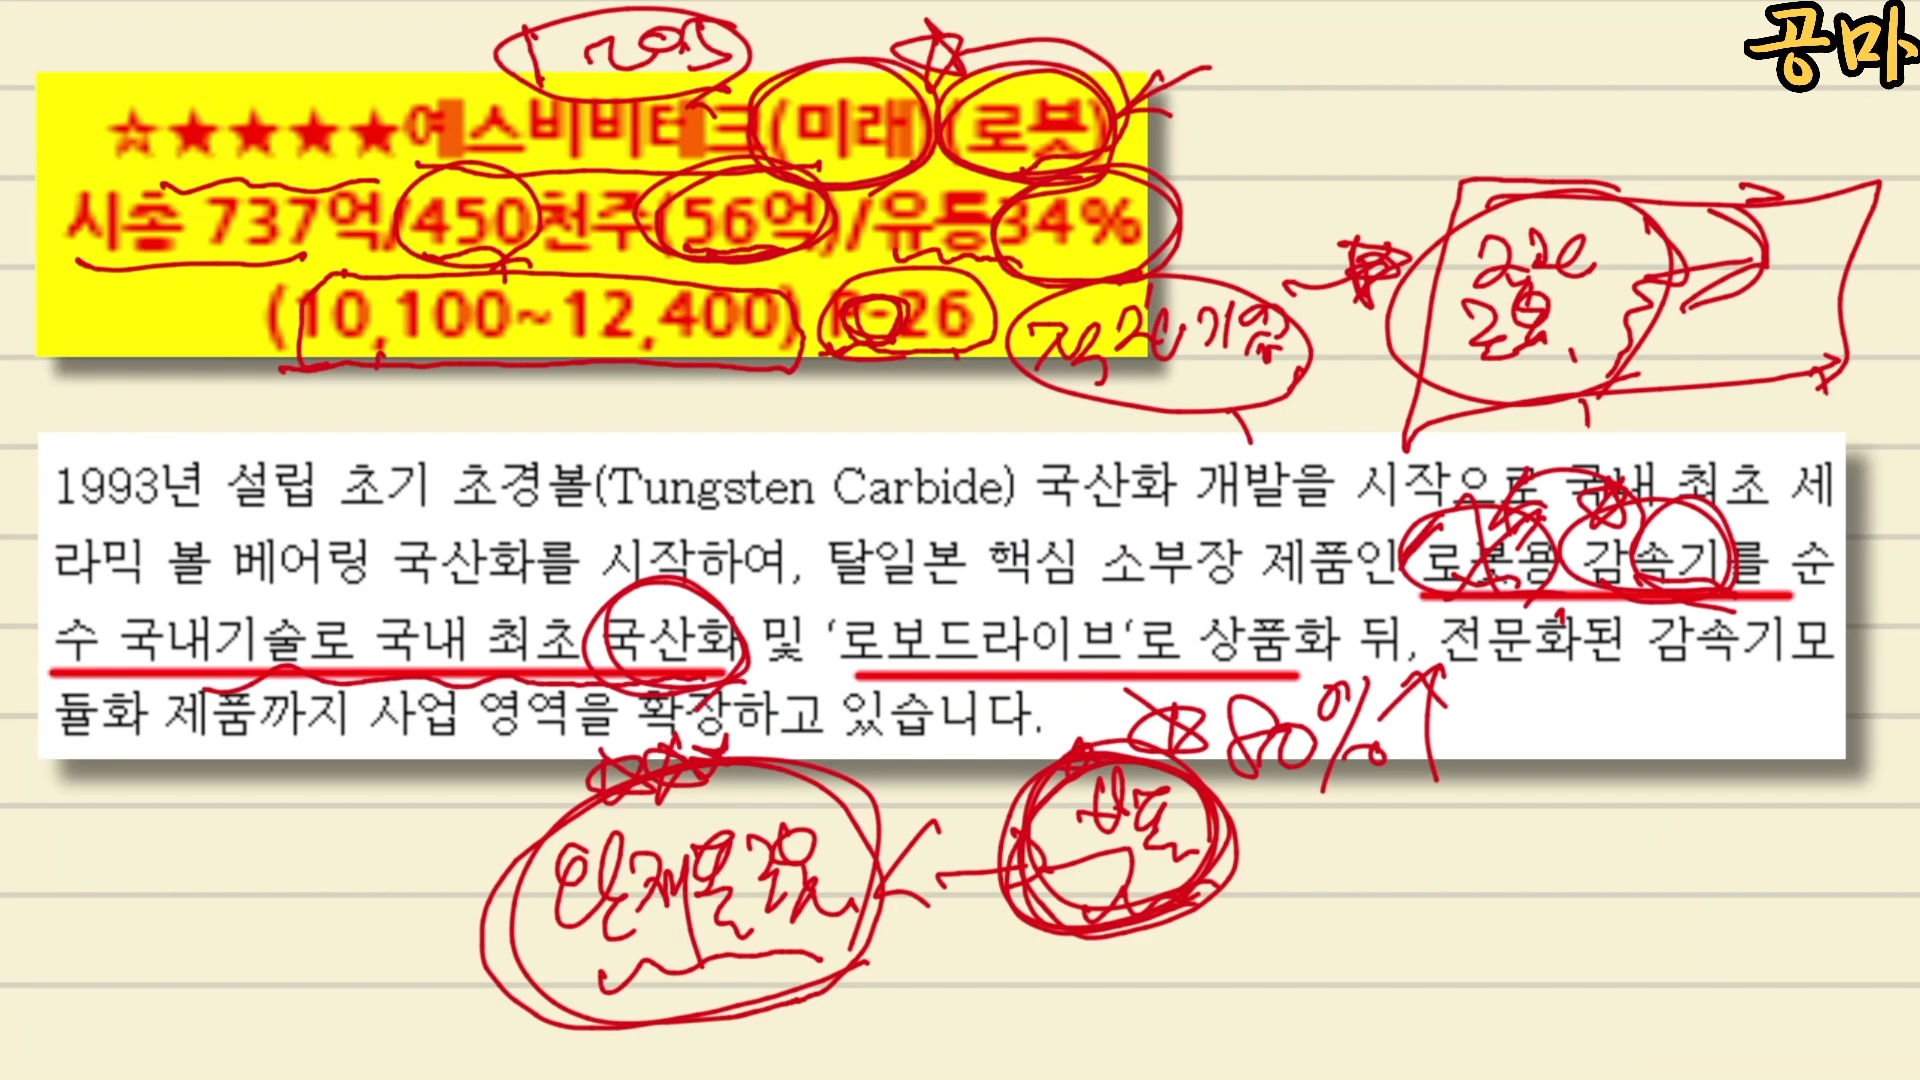 공마
☆★★★★에스비비테크(미래)(로봇)
시총 737억/450천주(56억)/유통34%
(10,100~12,400) R-26
1993년 설립 초기 초경볼(Tungsten Carbide) 국산화 개발을 시작으로 국내 최초 세
라믹 볼 베어링 국산화를 시작하여, 탈일본 핵심 소부장 제품인 로봇용 감속기를 순
수 국내기술로 국내 최초 국산화 및 ‘로보드라이브‘로 상품화 뒤, 전문화된 감속기모
듈화 제품까지 사업 영역을 확장하고 있습니다.
80%